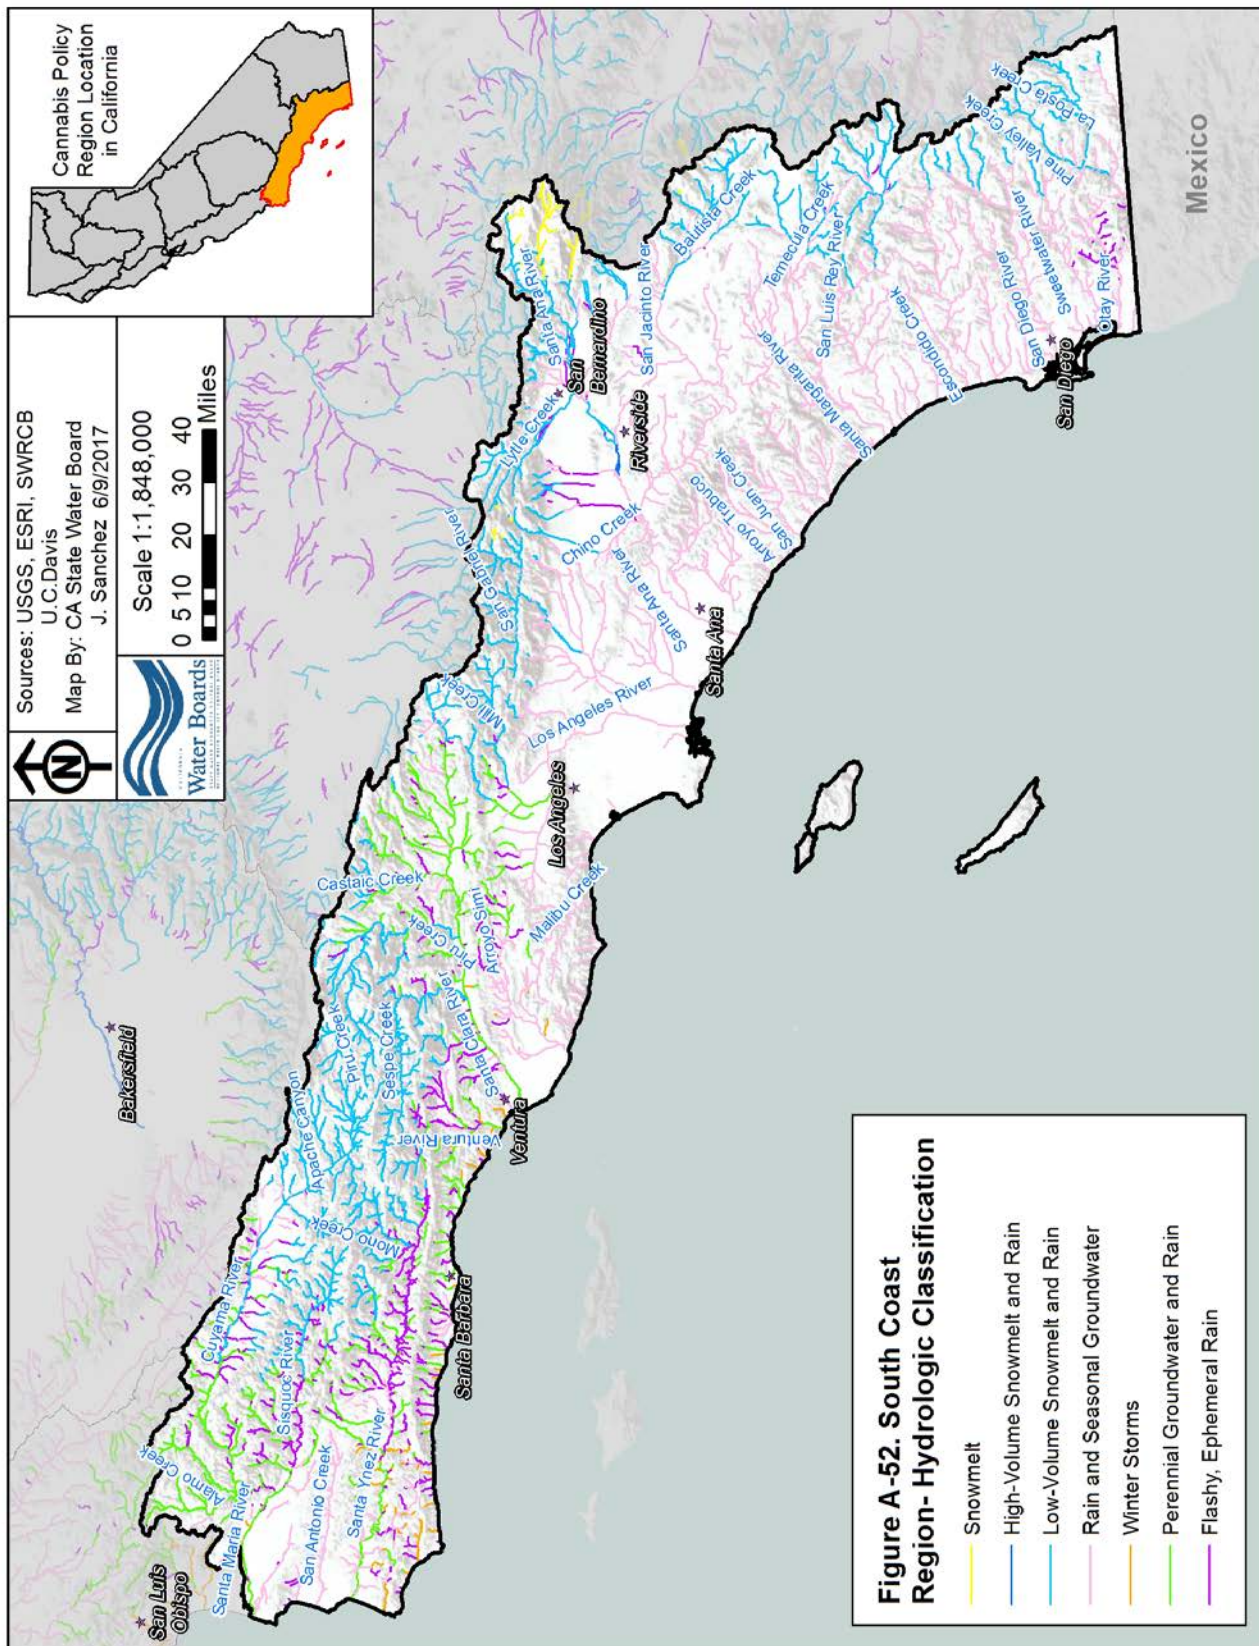 Sources: USGS, ESRI, SWRCB
U.C.Davis
Map By: CA State Water Board
J. Sanchez 6/9/2017
Cannabis Policy
Region Location
in California
N
CALIFORNIA
Water Boards
Scale 1:1,848,000
0 5 10 20 30 40
Miles
San Luis
Obispo
Bakersfield
Alamo Creek
Santa Maria River
Cuyama River
Sisquoc River
San Antonio Creek
Santa Ynez River
Santa Barbara
Mono Creek
Apache Canyon
Piru Creek
Sespe Creek
Ventura River
Ventura
Santa Clara River
Piru Creek
Castaic Creek
Arroyo Simi
Malibu Creek
Los Angeles
Mill Creek
Los Angeles River
San Gabriel River
Santa Ana River
Santa Ana
Chino Creek
Lytle Creek
Santa Ana River
San
Bernardino
Riverside
San Jacinto River
Bautista Creek
Arroyo Trabuco
San Juan Creek
Temecula Creek
Santa Margarita River
San Luis Rey River
Escondido Creek
San Diego River
San Diego
Sweetwater River
Otay River
Pine Valley Creek
La Posta Creek
Mexico
Figure A-52. South Coast
Region- Hydrologic Classification
Snowmelt
High-Volume Snowmelt and Rain
Low-Volume Snowmelt and Rain
Rain and Seasonal Groundwater
Winter Storms
Perennial Groundwater and Rain
Flashy, Ephemeral Rain